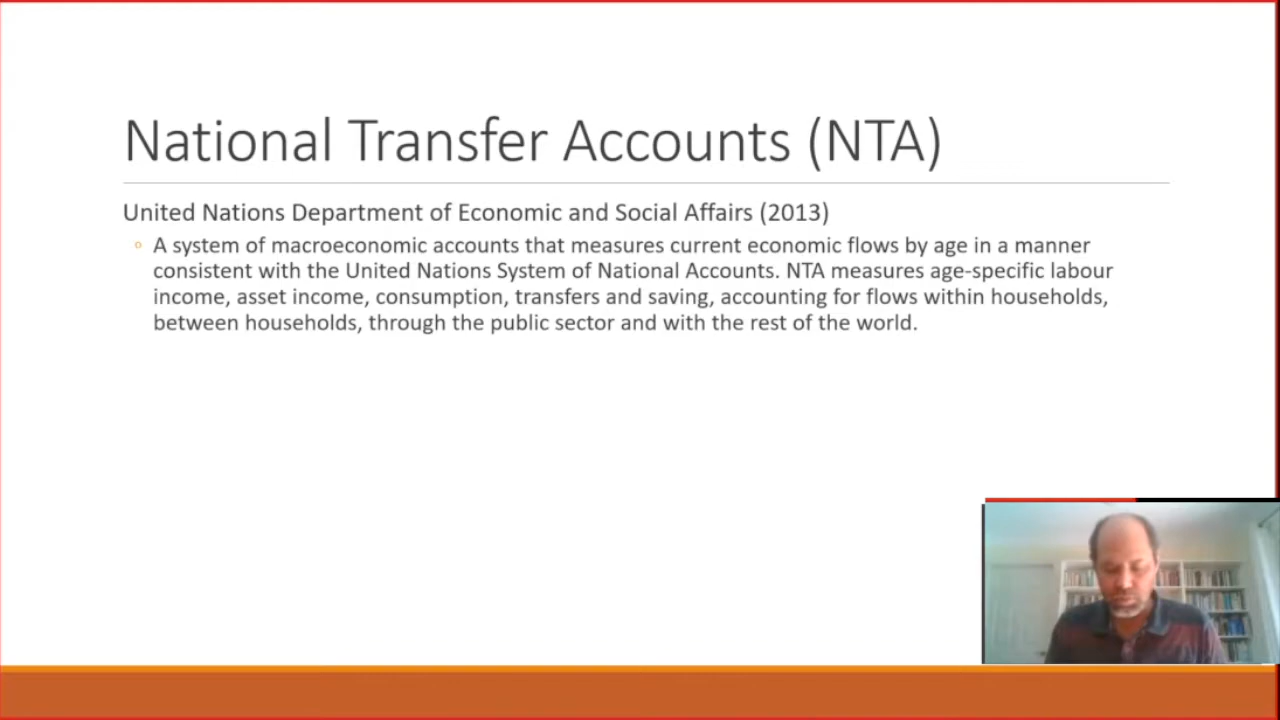 National Transfer Accounts (NTA)
United Nations Department of Economic and Social Affairs (2013)
A system of macroeconomic accounts that measures current economic flows by age in a manner
consistent with the United Nations System of National Accounts. NTA measures age-specific labour
income, asset income, consumption, transfers and saving, accounting for flows within households,
between households, through the public sector and with the rest of the world.